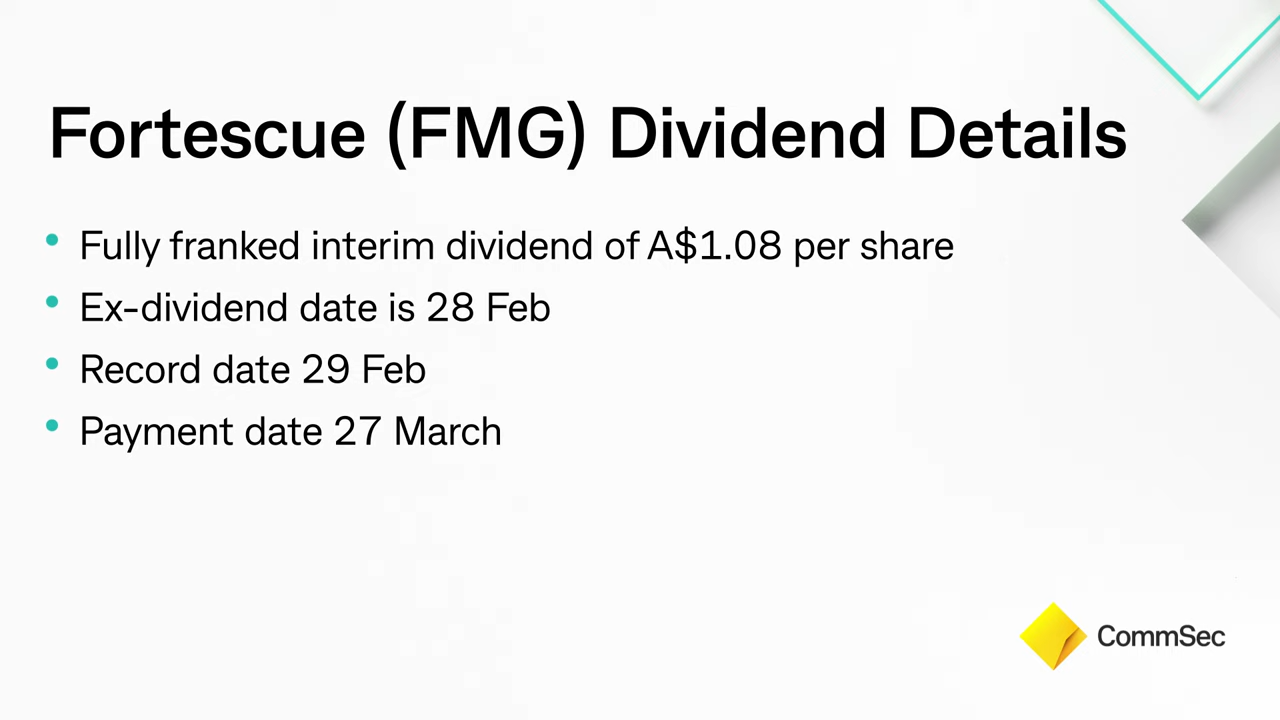 Fortescue (FMG) Dividend Details
• Fully franked interim dividend of A$1.08 per share
• Ex-dividend date is 28 Feb
• Record date 29 Feb
• Payment date 27 March
CommSec